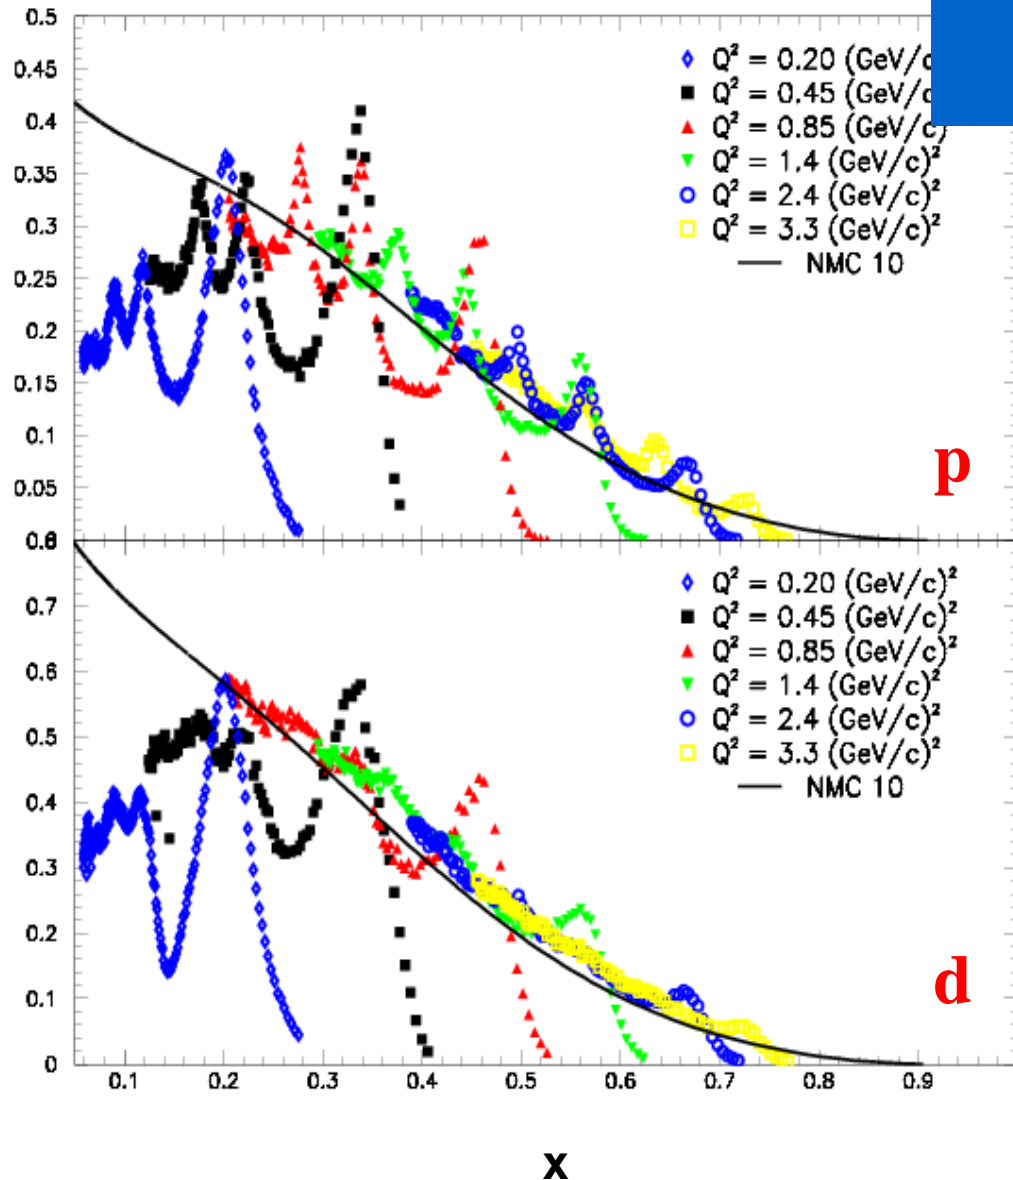 0.5
0.45
0.4
0.35
0.3
0.25
0.2
0.15
0.1
0.05
Q² = 0.20 (GeV/c
Q² = 0.45 (GeV/c
Q² = 0.85 (GeV/c)
Q² = 1.4 (GeV/c)²
Q² = 2.4 (GeV/c)²
Q² = 3.3 (GeV/c)²
NMC 10
p
0.7
0.6
0.5
0.4
0.3
0.2
0.1
0
Q² = 0.20 (GeV/c)²
Q² = 0.45 (GeV/c)²
Q² = 0.85 (GeV/c)²
Q² = 1.4 (GeV/c)²
Q² = 2.4 (GeV/c)²
Q² = 3.3 (GeV/c)²
NMC 10
d
0.1 0.2 0.3 0.4 0.5 0.6 0.7 0.8 0.9
x